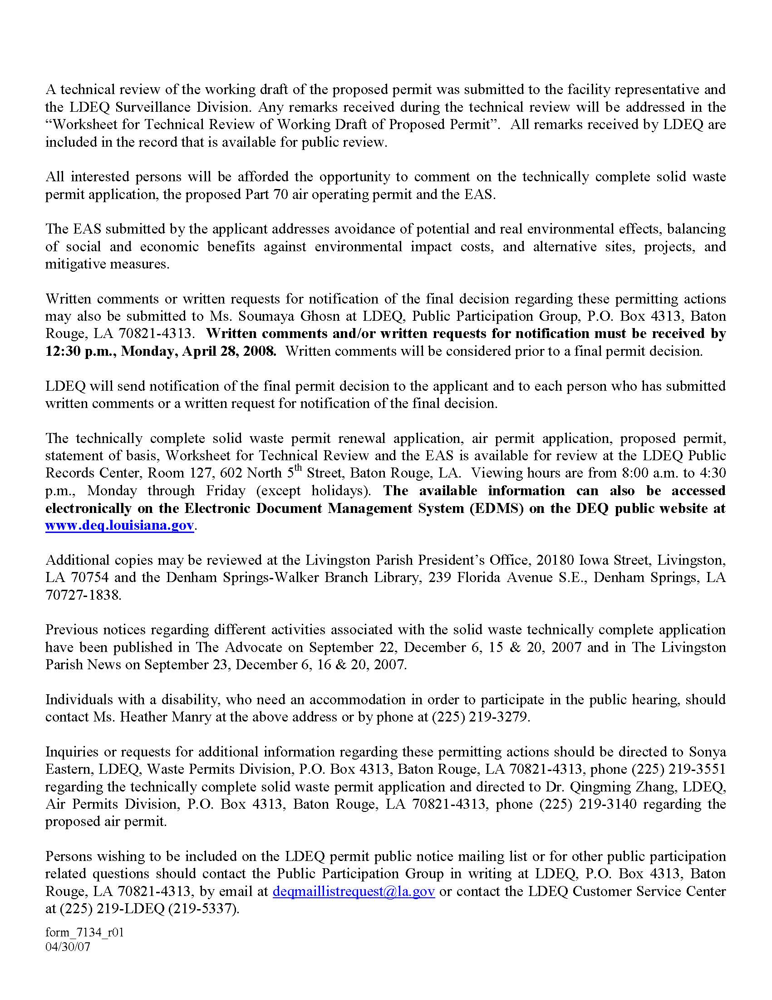 A technical review of the working draft of the proposed permit was submitted to the facility representative and
the LDEQ Surveillance Division. Any remarks received during the technical review will be addressed in the
“Worksheet for Technical Review of Working Draft of Proposed Permit”.  All remarks received by LDEQ are
included in the record that is available for public review.
All interested persons will be afforded the opportunity to comment on the technically complete solid waste
permit application, the proposed Part 70 air operating permit and the EAS.
The EAS submitted by the applicant addresses avoidance of potential and real environmental effects, balancing
of social and economic benefits against environmental impact costs, and alternative sites, projects, and
mitigative measures.
Written comments or written requests for notification of the final decision regarding these permitting actions
may also be submitted to Ms. Soumaya Ghosn at LDEQ, Public Participation Group, P.O. Box 4313, Baton
Rouge, LA 70821-4313.  Written comments and/or written requests for notification must be received by
12:30 p.m., Monday, April 28, 2008.  Written comments will be considered prior to a final permit decision.
LDEQ will send notification of the final permit decision to the applicant and to each person who has submitted
written comments or a written request for notification of the final decision.
The technically complete solid waste permit renewal application, air permit application, proposed permit,
statement of basis, Worksheet for Technical Review and the EAS is available for review at the LDEQ Public
Records Center, Room 127, 602 North 5th Street, Baton Rouge, LA.  Viewing hours are from 8:00 a.m. to 4:30
p.m., Monday through Friday (except holidays). The available information can also be accessed
electronically on the Electronic Document Management System (EDMS) on the DEQ public website at
www.deq.louisiana.gov.
Additional copies may be reviewed at the Livingston Parish President’s Office, 20180 Iowa Street, Livingston,
LA 70754 and the Denham Springs-Walker Branch Library, 239 Florida Avenue S.E., Denham Springs, LA
70727-1838.
Previous notices regarding different activities associated with the solid waste technically complete application
have been published in The Advocate on September 22, December 6, 15 & 20, 2007 and in The Livingston
Parish News on September 23, December 6, 16 & 20, 2007.
Individuals with a disability, who need an accommodation in order to participate in the public hearing, should
contact Ms. Heather Manry at the above address or by phone at (225) 219-3279.
Inquiries or requests for additional information regarding these permitting actions should be directed to Sonya
Eastern, LDEQ, Waste Permits Division, P.O. Box 4313, Baton Rouge, LA 70821-4313, phone (225) 219-3551
regarding the technically complete solid waste permit application and directed to Dr. Qingming Zhang, LDEQ,
Air Permits Division, P.O. Box 4313, Baton Rouge, LA 70821-4313, phone (225) 219-3140 regarding the
proposed air permit.
Persons wishing to be included on the LDEQ permit public notice mailing list or for other public participation
related questions should contact the Public Participation Group in writing at LDEQ, P.O. Box 4313, Baton
Rouge, LA 70821-4313, by email at deqmaillistrequest@la.gov or contact the LDEQ Customer Service Center
at (225) 219-LDEQ (219-5337).
form_7134_r01
04/30/07